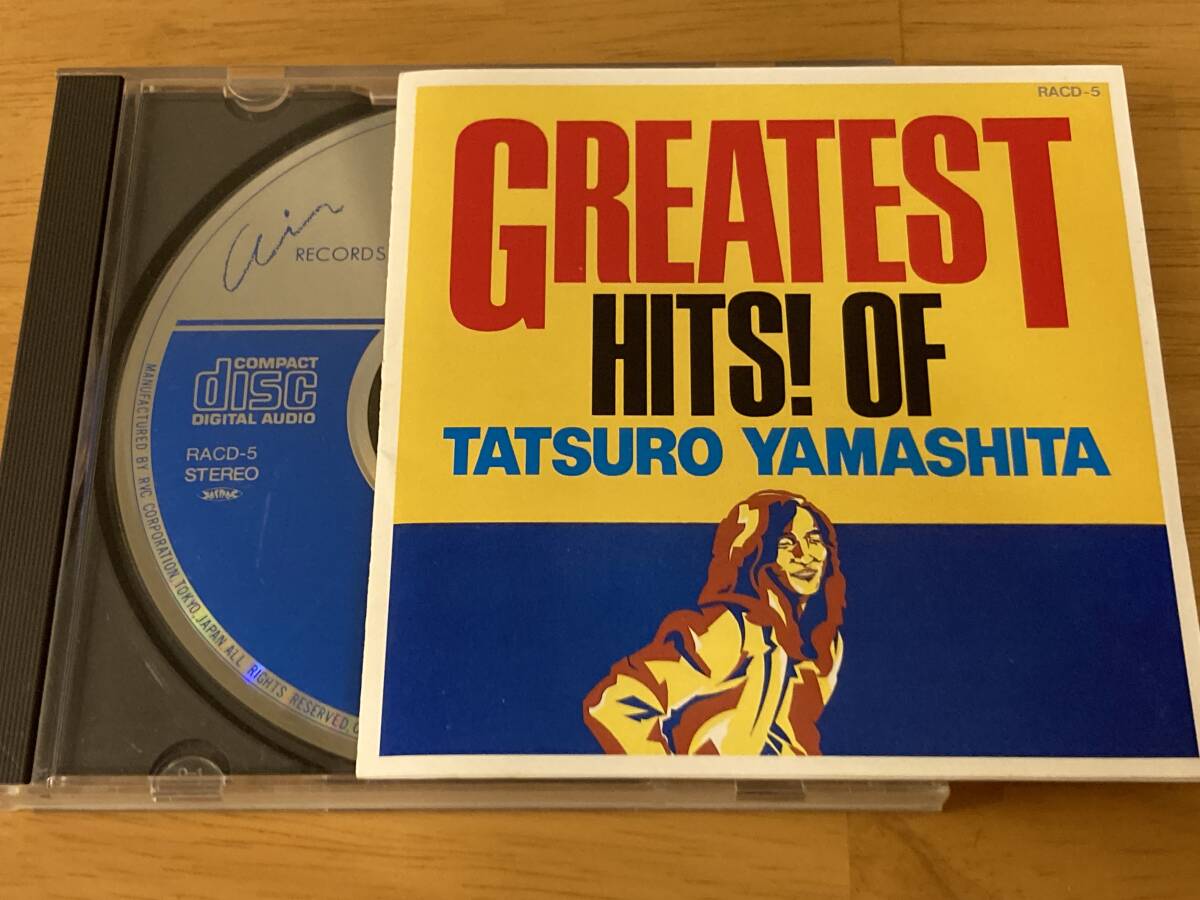 RACD-5
GREATEST
HITS! OF
TATSURO YAMASHITA
air
RECORDS
COMPACT
disc
DIGITAL AUDIO
RACD-5
STEREO
MANUFACTURED BY RVC CORPORATION, TOKYO, JAPAN. ALL RIGHTS RESERVED.